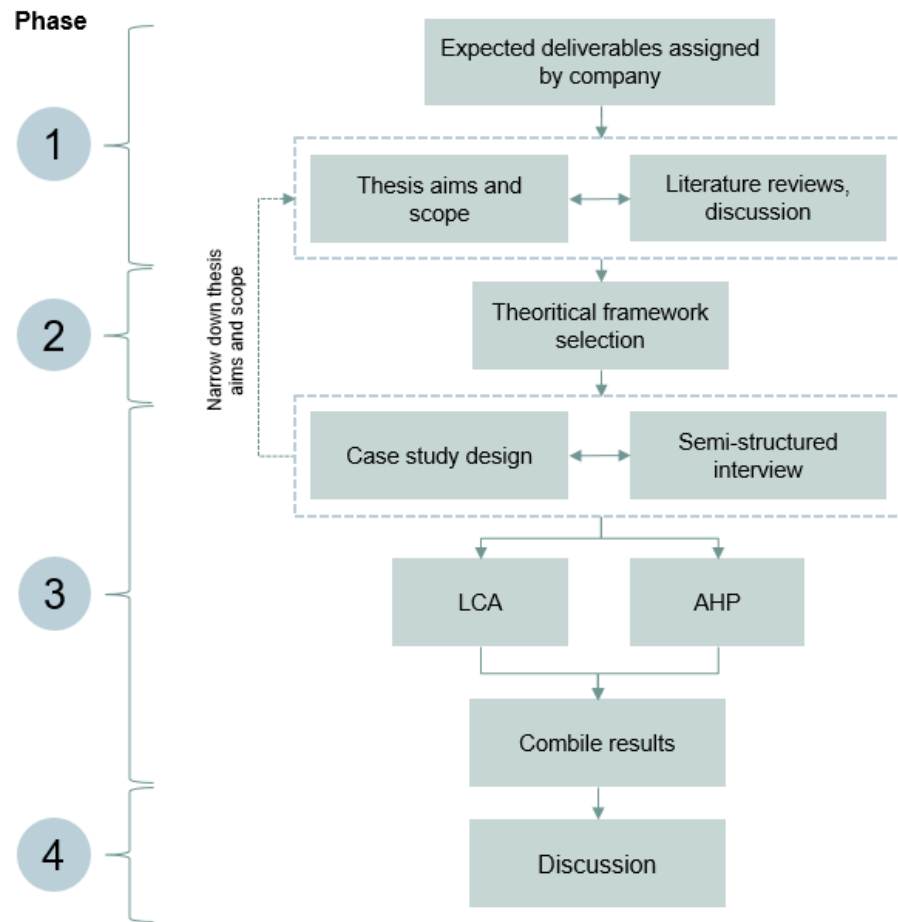 Phase
Expected deliverables assigned
by company
1
Thesis aims and
scope
Literature reviews,
discussion
Narrow down thesis
aims and scope
2
Theoritical framework
selection
Case study design
Semi-structured
interview
3
LCA
AHP
Combile results
4
Discussion